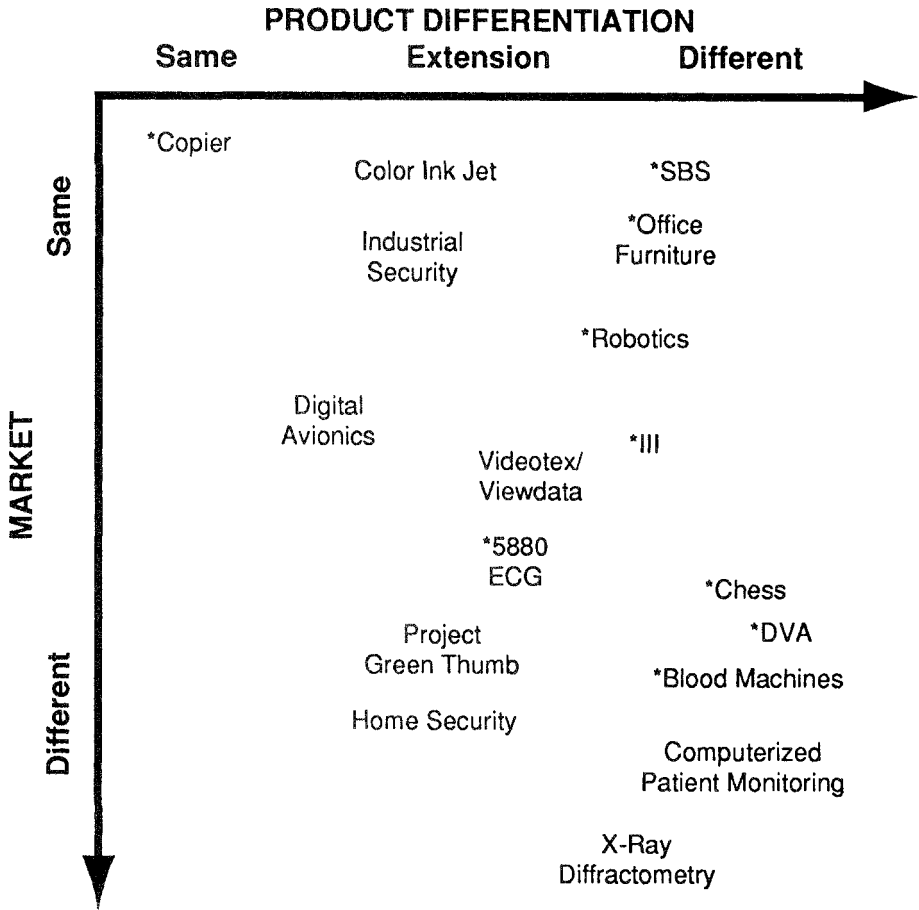 PRODUCT DIFFERENTIATION
Same Extension Different
MARKET
Same
Different
*Copier
Color Ink Jet
*SBS
Industrial
Security
*Office
Furniture
*Robotics
Digital
Avionics
*III
Videotex/
Viewdata
*5880
ECG
*Chess
Project
Green Thumb
*DVA
*Blood Machines
Home Security
Computerized
Patient Monitoring
X-Ray
Diffractometry